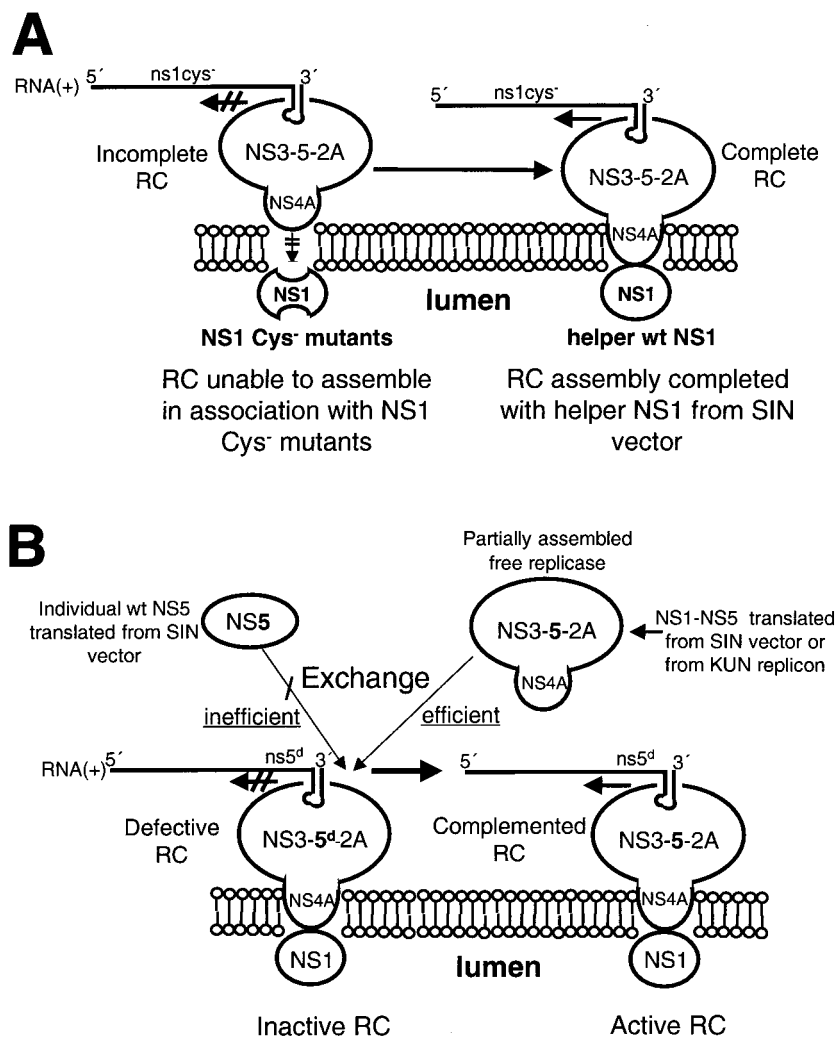 A
RNA(+) 5´ ns1cys⁻ 3´
5´ ns1cys⁻ 3´
Incomplete
RC
NS3-5-2A
NS4A
NS3-5-2A
NS4A
Complete
RC
NS1
lumen
NS1
NS1 Cys⁻ mutants
helper wt NS1
RC unable to assemble
in association with NS1
Cys⁻ mutants
RC assembly completed
with helper NS1 from SIN
vector
B
Individual wt NS5
translated from SIN
vector
NS5
Partially assembled
free replicase
NS3-5-2A
NS4A
NS1-NS5 translated
from SIN vector or
from KUN replicon
Exchange
inefficient
efficient
RNA(+) 5´ ns5ᵈ 3´
5´ ns5ᵈ 3´
Defective
RC
NS3-5ᵈ-2A
NS4A
Complemented
RC
NS3-5-2A
NS4A
NS1
lumen
NS1
Inactive RC
Active RC